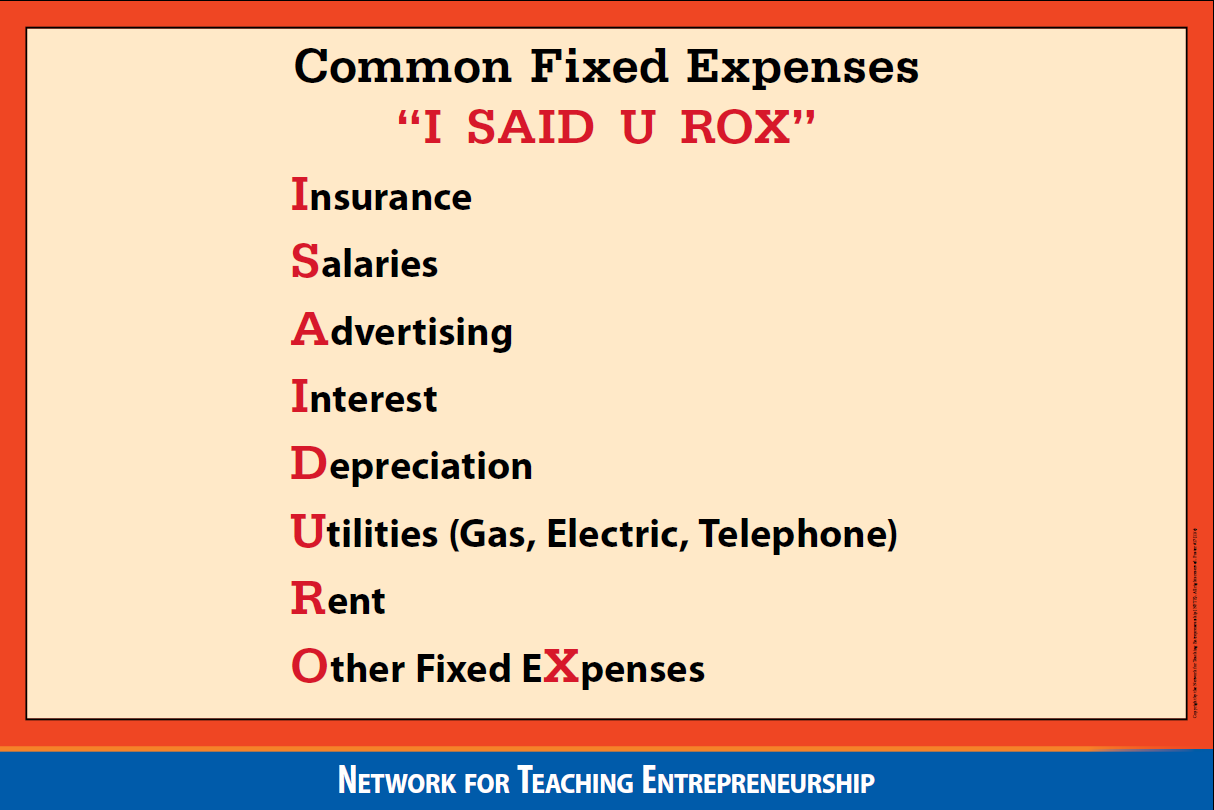 Common Fixed Expenses
“I SAID U ROX”
Insurance
Salaries
Advertising
Interest
Depreciation
Utilities (Gas, Electric, Telephone)
Rent
Other Fixed EXpenses
NETWORK FOR TEACHING ENTREPRENEURSHIP